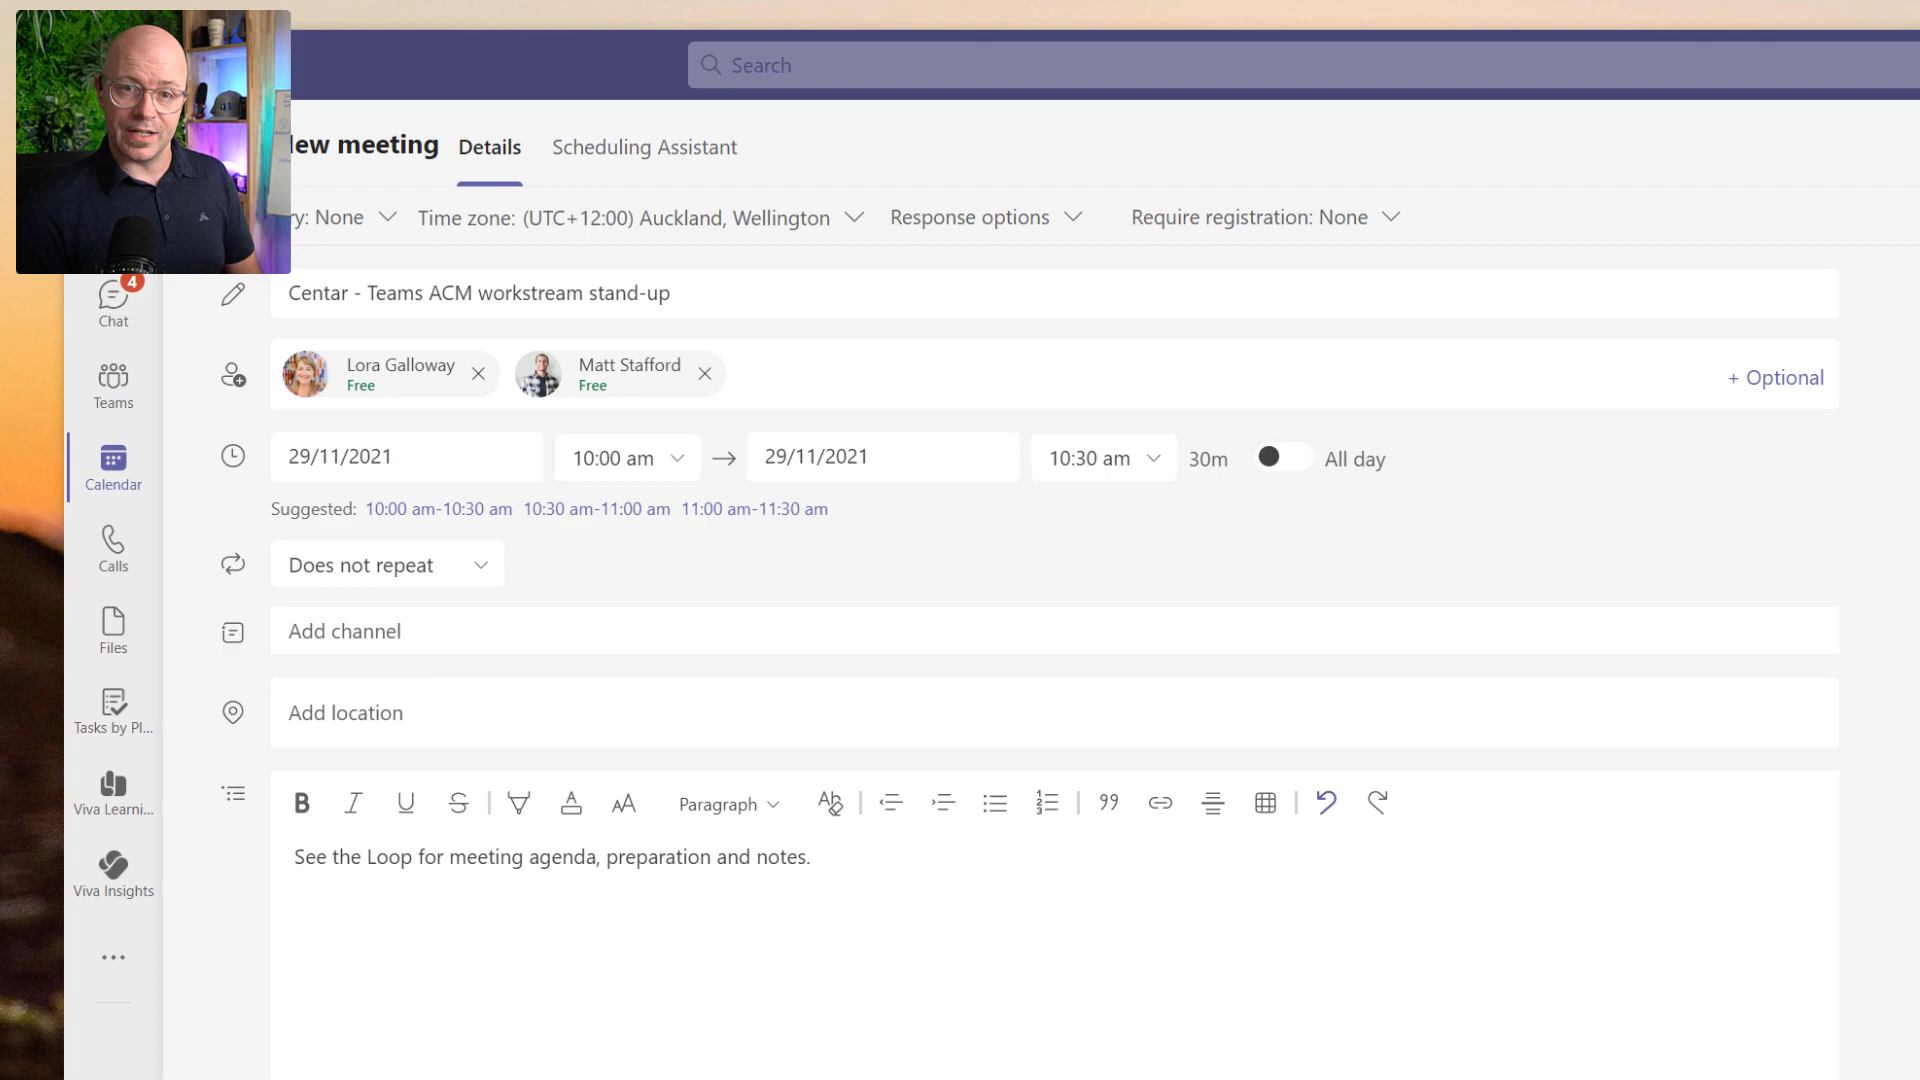 Search
New meeting Details Scheduling Assistant
ry: None Time zone: (UTC+12:00) Auckland, Wellington Response options Require registration: None
4
Chat
Centar - Teams ACM workstream stand-up
Lora Galloway
Free
Matt Stafford
Free
+ Optional
Teams
29/11/2021 10:00 am → 29/11/2021 10:30 am 30m All day
Calendar
Suggested: 10:00 am-10:30 am 10:30 am-11:00 am 11:00 am-11:30 am
Does not repeat
Calls
Add channel
Files
Add location
Tasks by Pl...
B I U S AA Paragraph Ab 99
Viva Learni...
See the Loop for meeting agenda, preparation and notes.
Viva Insights
...